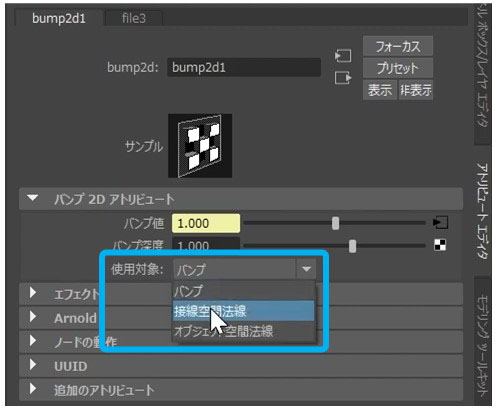 bump2d1 file3
bump2d: bump2d1
フォーカス
プリセット
表示 非表示
サンプル
バンプ 2D アトリビュート
バンプ値 1.000
バンプ深度 1.000
使用対象: バンプ
バンプ
接線空間法線
オブジェクト空間法線
エフェクト
Arnold
ノードの動作
UUID
追加のアトリビュート
ル ボックス/レイヤ エディタ
アトリビュート エディタ
モデリング ツールキット